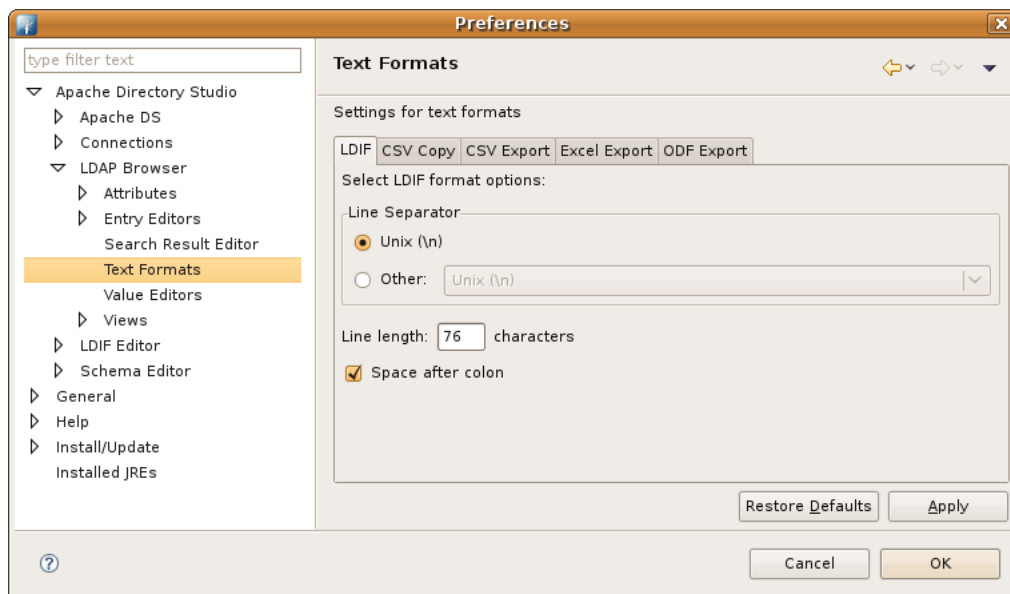 Preferences
type filter text
Apache Directory Studio
Apache DS
Connections
LDAP Browser
Attributes
Entry Editors
Search Result Editor
Text Formats
Value Editors
Views
LDIF Editor
Schema Editor
General
Help
Install/Update
Installed JREs
Text Formats
Settings for text formats
LDIF CSV Copy CSV Export Excel Export ODF Export
Select LDIF format options:
Line Separator
Unix (\n)
Other: Unix (\n)
Line length: 76 characters
Space after colon
Restore Defaults Apply
Cancel OK